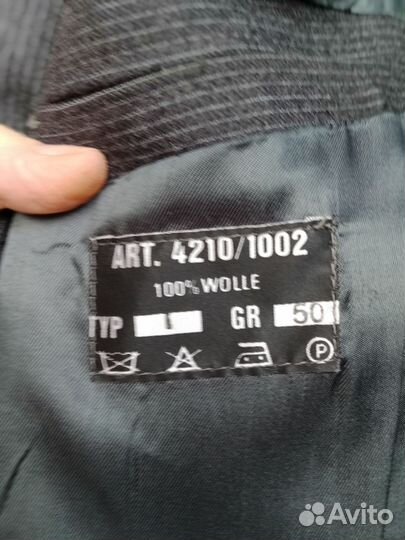 ART. 4210/1002
100% WOLLE
TYP I GR 50
P
Avito